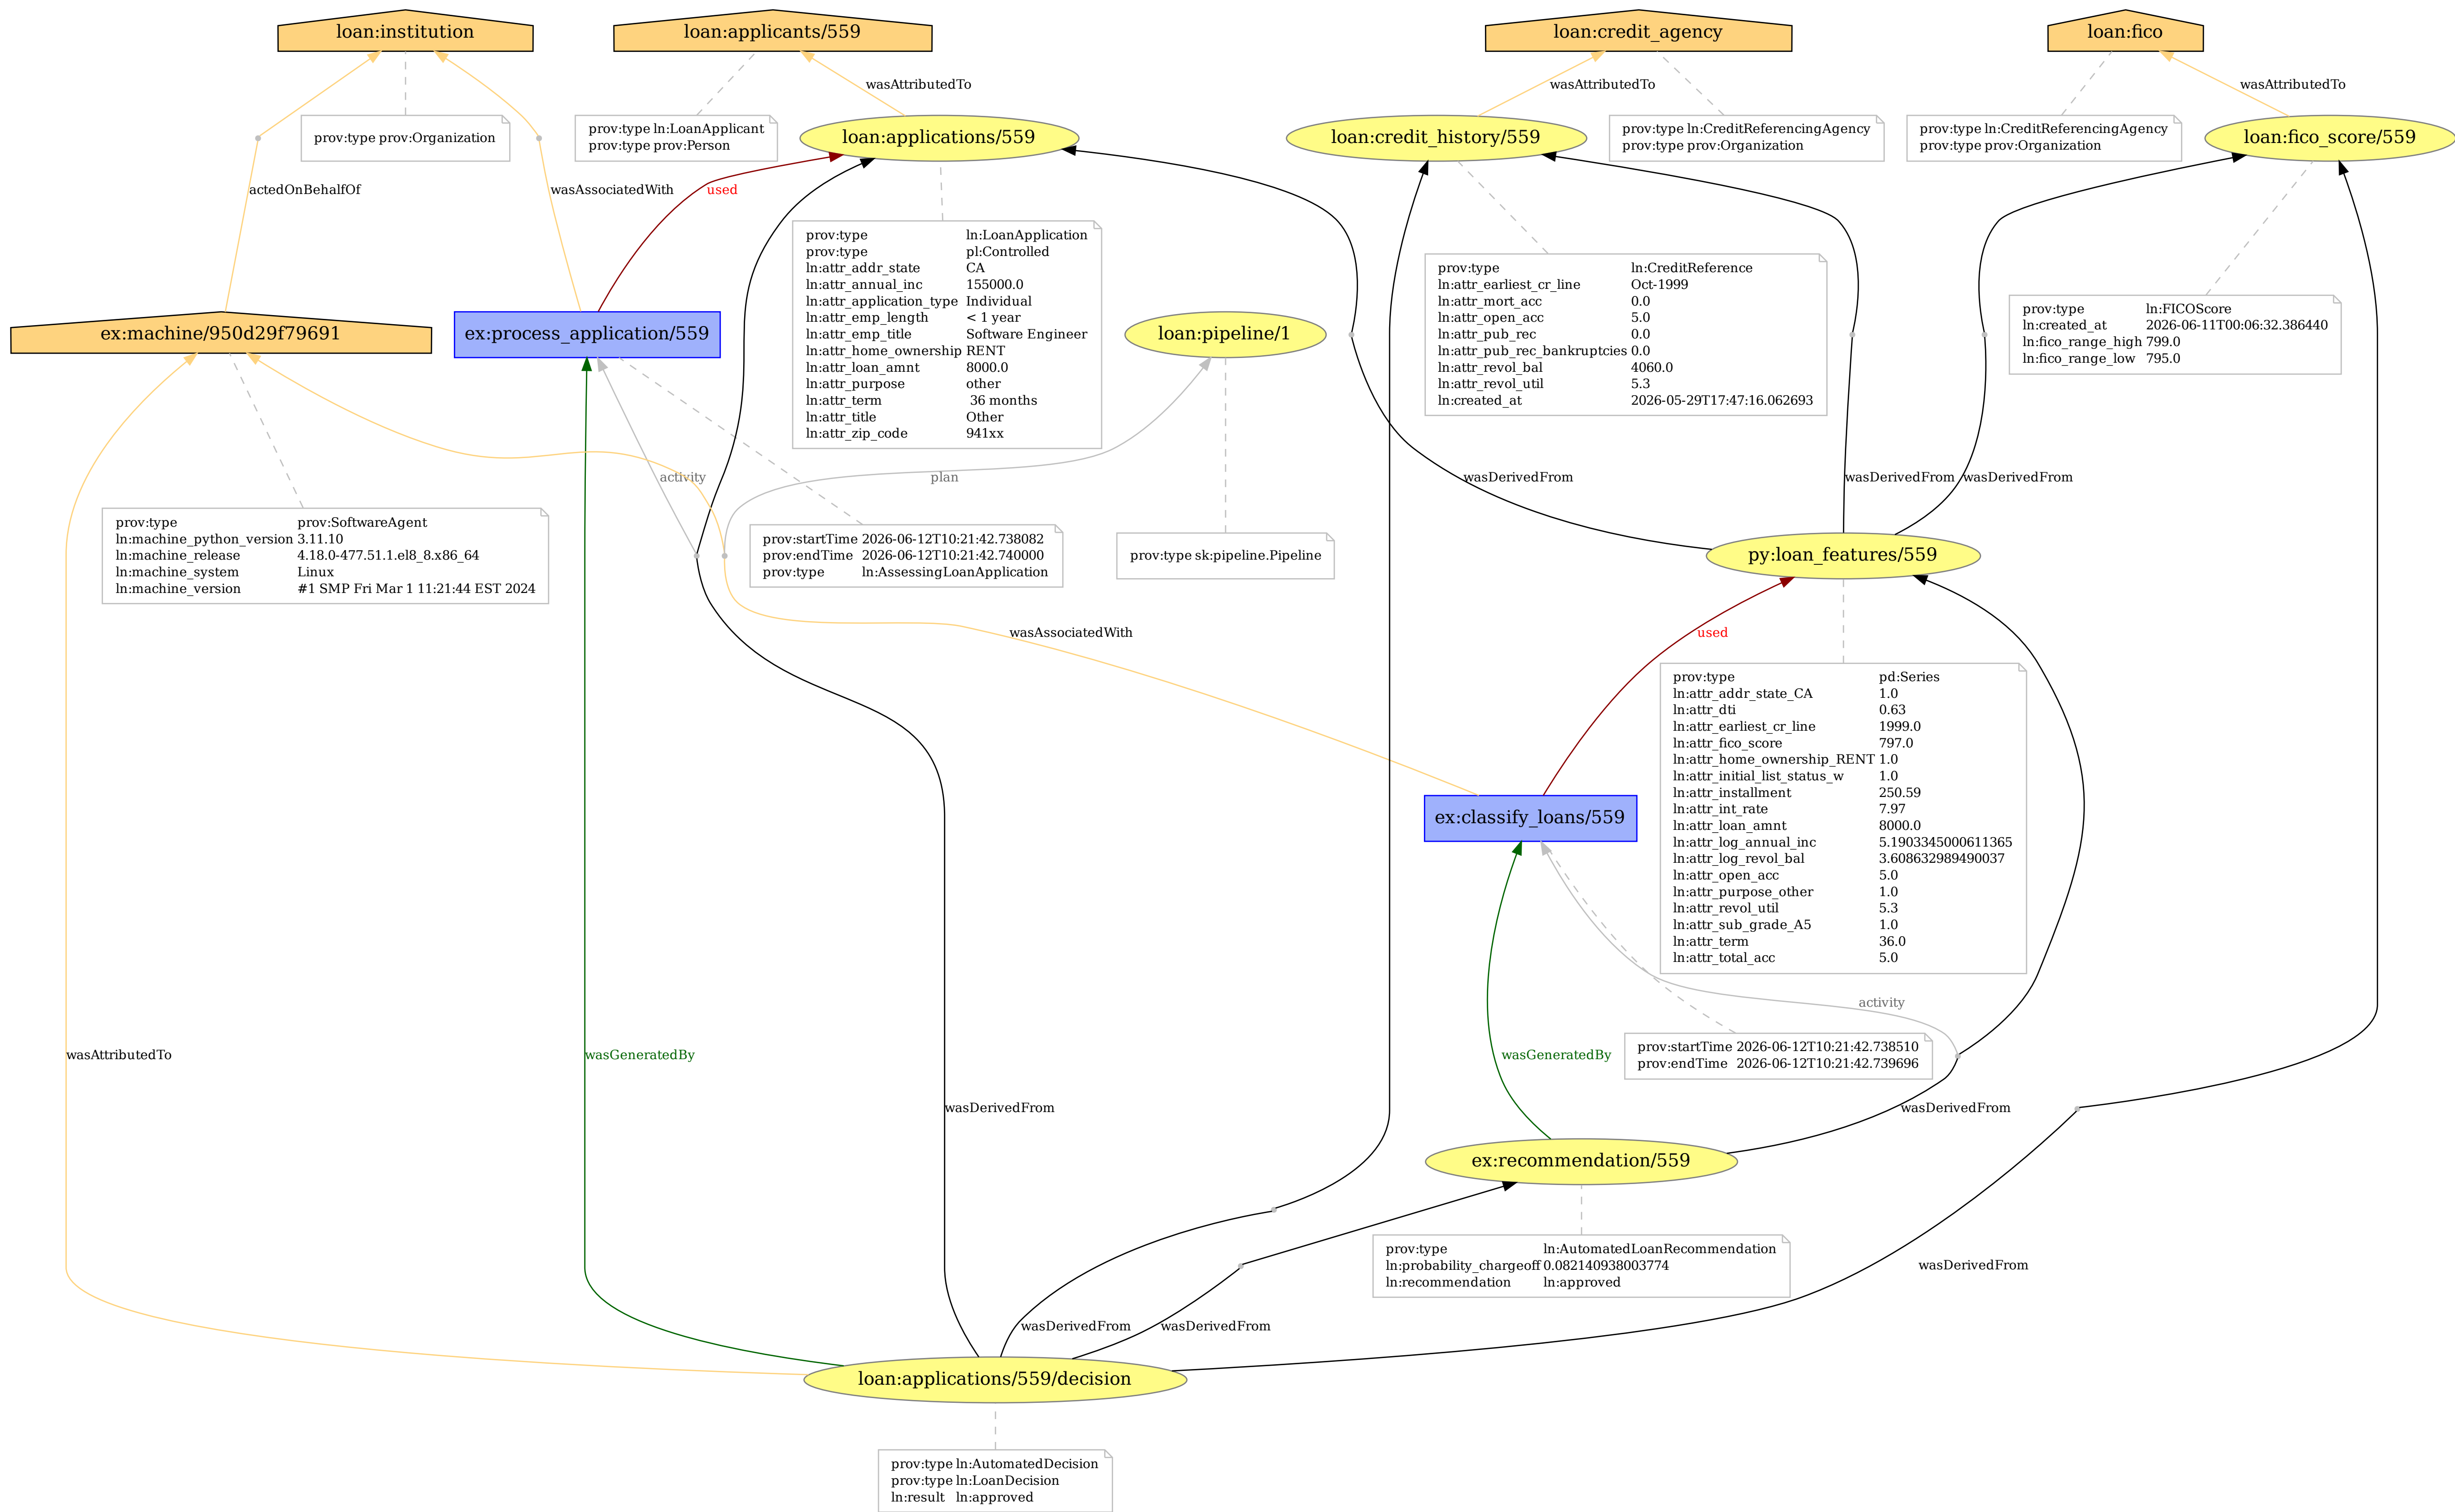 loan:institution
loan:applicants/559
loan:credit_agency
loan:fico
wasAttributedTo
wasAttributedTo
wasAttributedTo
prov:type prov:Organization
prov:type ln:LoanApplicant
prov:type prov:Person
loan:applications/559
loan:credit_history/559
prov:type ln:CreditReferencingAgency
prov:type prov:Organization
prov:type ln:CreditReferencingAgency
prov:type prov:Organization
loan:fico_score/559
actedOnBehalfOf
wasAssociatedWith
used
prov:type ln:LoanApplication
prov:type pl:Controlled
ln:attr_addr_state CA
ln:attr_annual_inc 155000.0
ln:attr_application_type Individual
ln:attr_emp_length < 1 year
ln:attr_emp_title Software Engineer
ln:attr_home_ownership RENT
ln:attr_loan_amnt 8000.0
ln:attr_purpose other
ln:attr_term 36 months
ln:attr_title Other
ln:attr_zip_code 941xx
prov:type ln:CreditReference
ln:attr_earliest_cr_line Oct-1999
ln:attr_mort_acc 0.0
ln:attr_open_acc 5.0
ln:attr_pub_rec 0.0
ln:attr_pub_rec_bankruptcies 0.0
ln:attr_revol_bal 4060.0
ln:attr_revol_util 5.3
ln:created_at 2026-05-29T17:47:16.062693
prov:type ln:FICOScore
ln:created_at 2026-06-11T00:06:32.386440
ln:fico_range_high 799.0
ln:fico_range_low 795.0
ex:machine/950d29f79691
ex:process_application/559
loan:pipeline/1
activity
plan
wasDerivedFrom
wasDerivedFrom
wasDerivedFrom
prov:type prov:SoftwareAgent
ln:machine_python_version 3.11.10
ln:machine_release 4.18.0-477.51.1.el8_8.x86_64
ln:machine_system Linux
ln:machine_version #1 SMP Fri Mar 1 11:21:44 EST 2024
prov:startTime 2026-06-12T10:21:42.738082
prov:endTime 2026-06-12T10:21:42.740000
prov:type ln:AssessingLoanApplication
prov:type sk:pipeline.Pipeline
py:loan_features/559
wasAssociatedWith
used
prov:type pd:Series
ln:attr_addr_state_CA 1.0
ln:attr_dti 0.63
ln:attr_earliest_cr_line 1999.0
ln:attr_fico_score 797.0
ln:attr_home_ownership_RENT 1.0
ln:attr_initial_list_status_w 1.0
ln:attr_installment 250.59
ln:attr_int_rate 7.97
ln:attr_loan_amnt 8000.0
ln:attr_log_annual_inc 5.1903345000611365
ln:attr_log_revol_bal 3.608632989490037
ln:attr_open_acc 5.0
ln:attr_purpose_other 1.0
ln:attr_revol_util 5.3
ln:attr_sub_grade_A5 1.0
ln:attr_term 36.0
ln:attr_total_acc 5.0
ex:classify_loans/559
activity
prov:startTime 2026-06-12T10:21:42.738510
prov:endTime 2026-06-12T10:21:42.739696
wasAttributedTo
wasGeneratedBy
wasGeneratedBy
wasDerivedFrom
wasDerivedFrom
ex:recommendation/559
prov:type ln:AutomatedLoanRecommendation
ln:probability_chargeoff 0.082140938003774
ln:recommendation ln:approved
wasDerivedFrom
wasDerivedFrom
wasDerivedFrom
loan:applications/559/decision
prov:type ln:AutomatedDecision
prov:type ln:LoanDecision
ln:result ln:approved